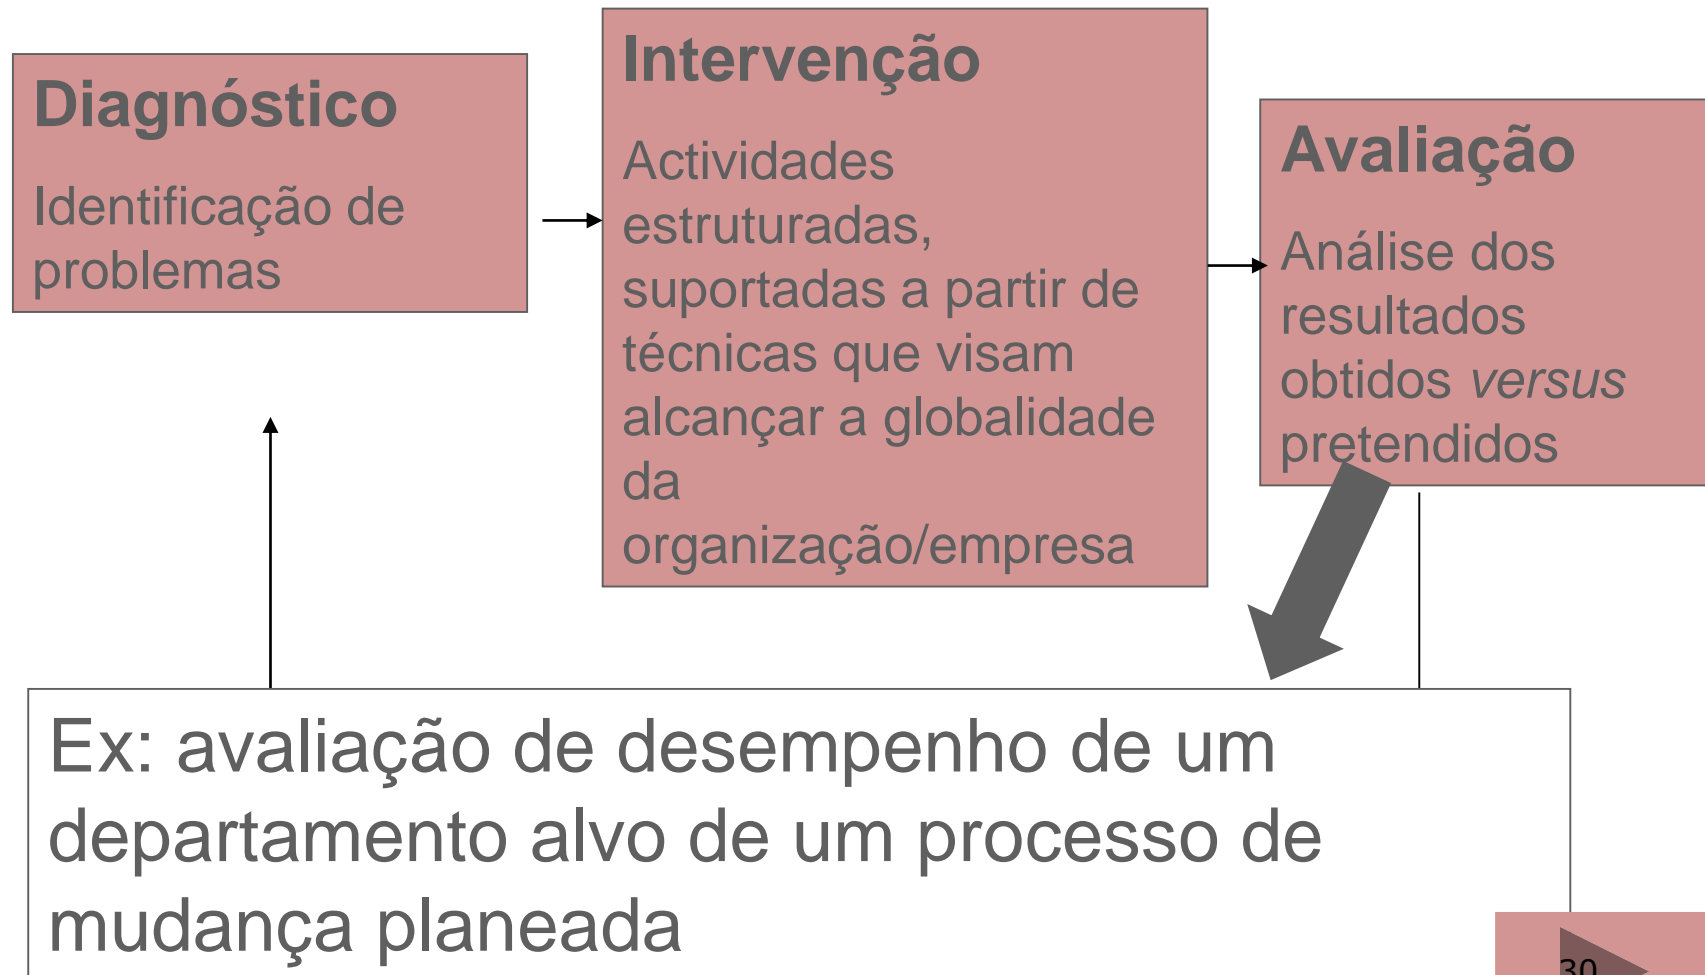 Diagnóstico
Identificação de
problemas
Intervenção
Actividades
estruturadas,
suportadas a partir de
técnicas que visam
alcançar a globalidade
da
organização/empresa
Avaliação
Análise dos
resultados
obtidos versus
pretendidos
Ex: avaliação de desempenho de um
departamento alvo de um processo de
mudança planeada
30